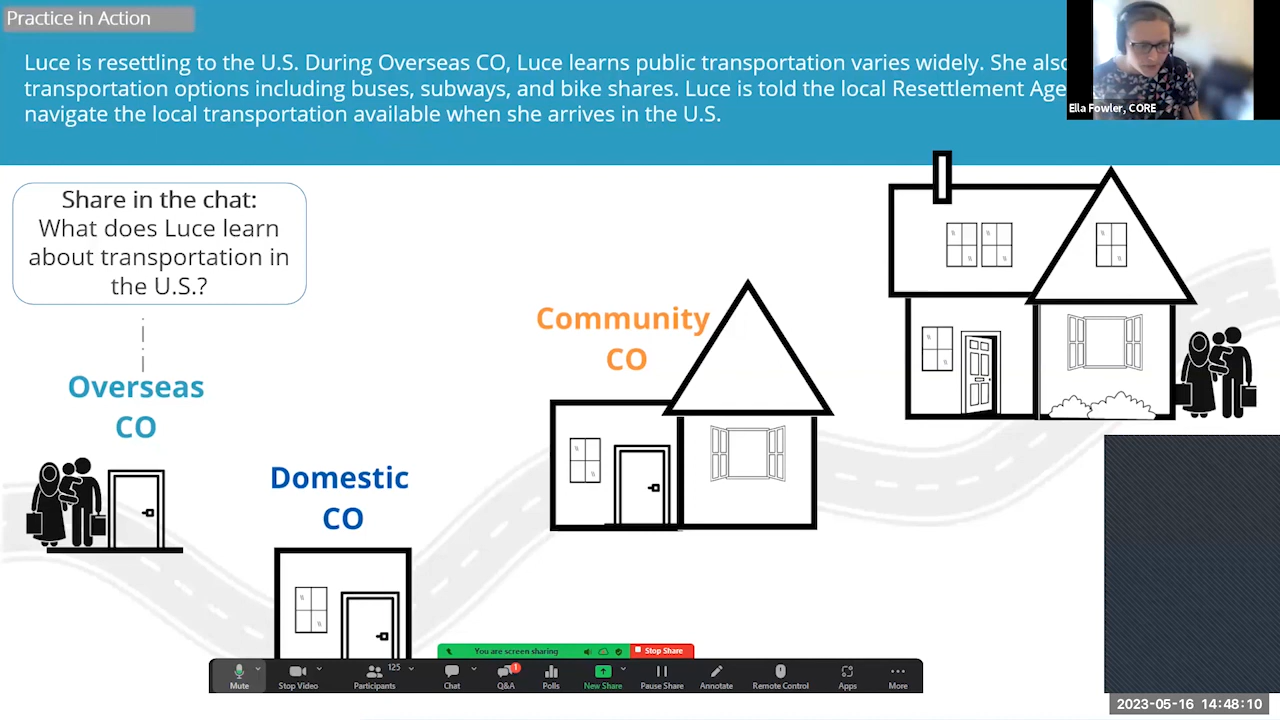 Practice in Action
Luce is resettling to the U.S. During Overseas CO, Luce learns public transportation varies widely. She also
transportation options including buses, subways, and bike shares. Luce is told the local Resettlement Age
navigate the local transportation available when she arrives in the U.S.
Ella Fowler, CORE
Share in the chat:
What does Luce learn
about transportation in
the U.S.?
Overseas
CO
Domestic
CO
Community
CO
You are screen sharing
Stop Share
125
1
Mute
Stop Video
Participants
Chat
Q&A
Polls
New Share
Pause Share
Annotate
Remote Control
Apps
More
2023-05-16 14:48:10